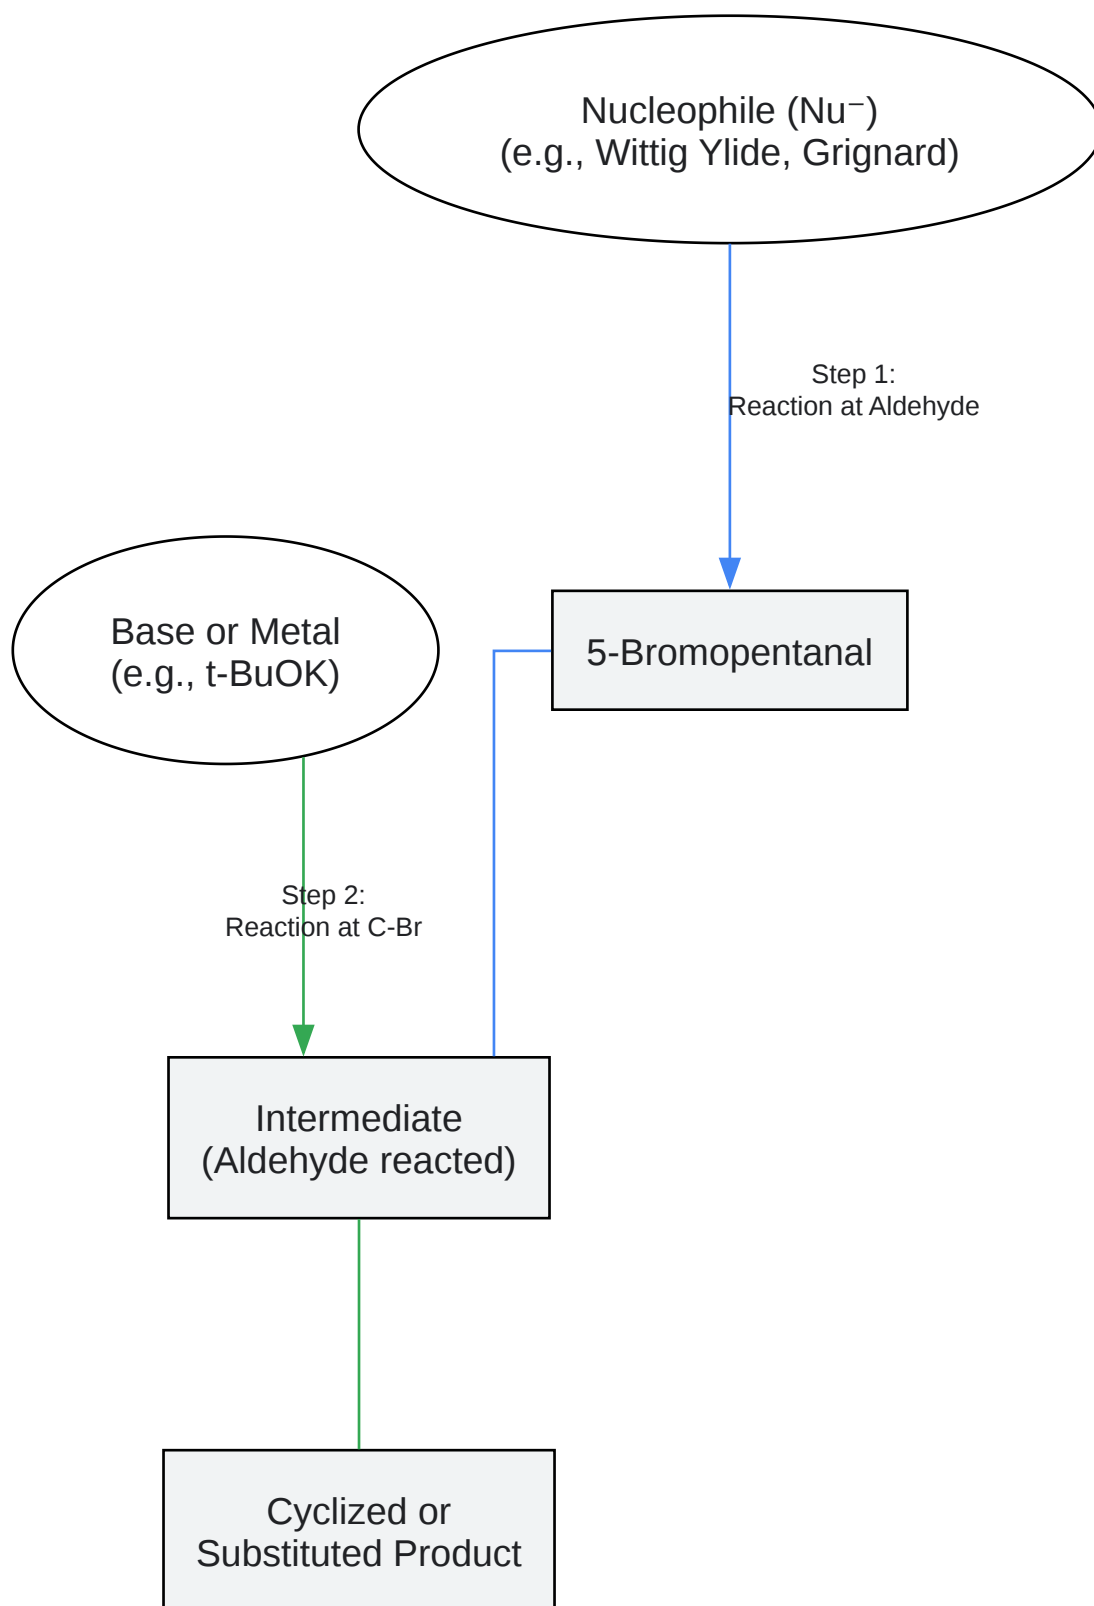 Nucleophile (Nu⁻)
(e.g., Wittig Ylide, Grignard)
Step 1:
Reaction at Aldehyde
Base or Metal
(e.g., t-BuOK)
5-Bromopentanal
Step 2:
Reaction at C-Br
Intermediate
(Aldehyde reacted)
Cyclized or
Substituted Product